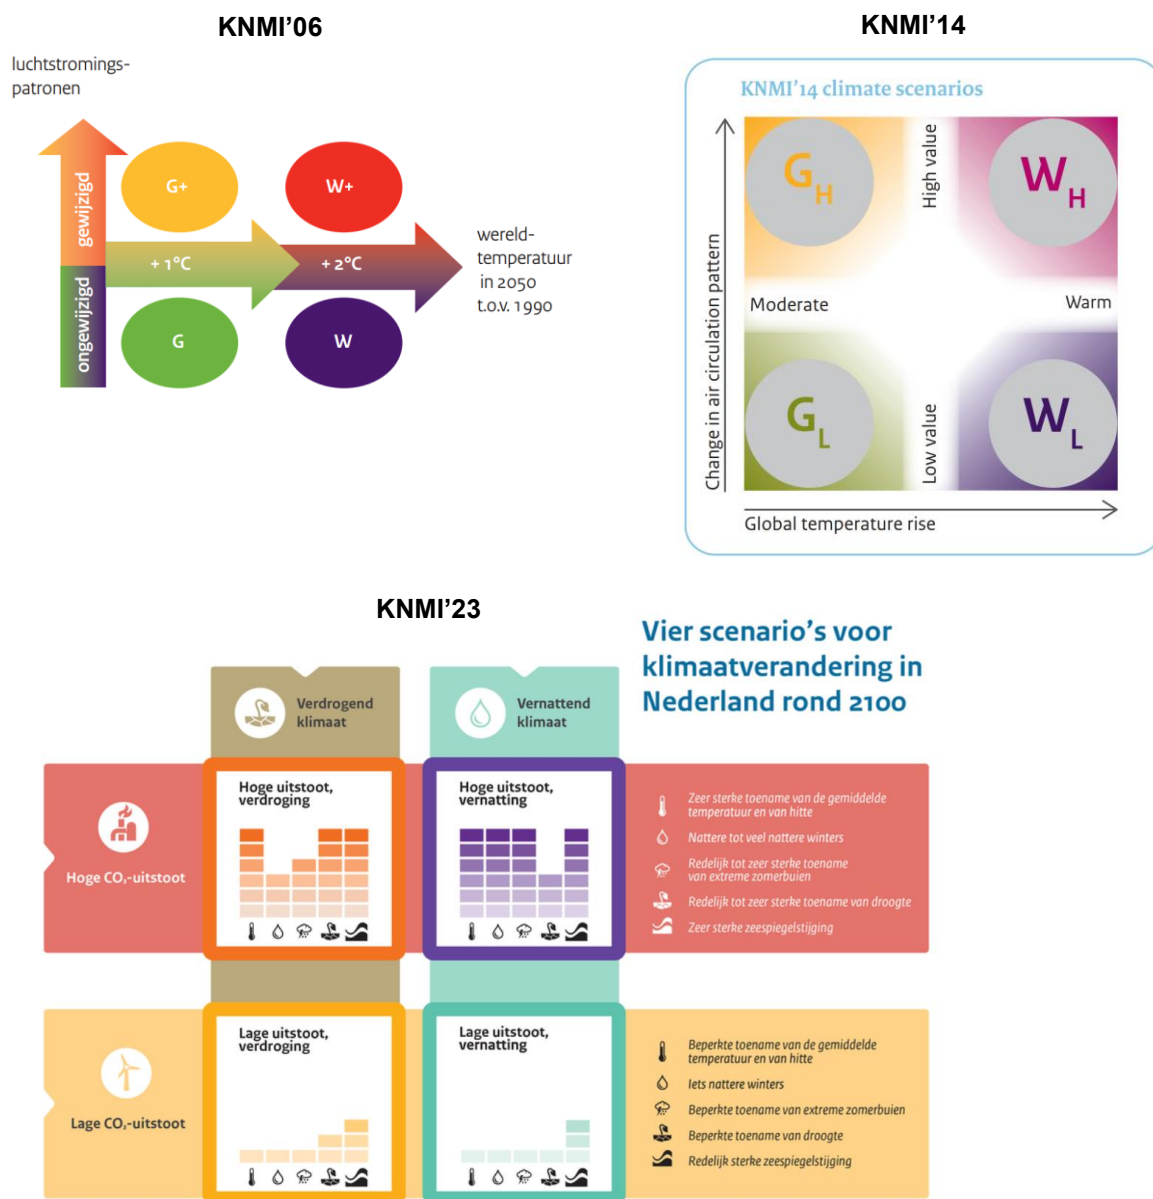 KNMI’06
luchtstromings-
patronen
gewijzigd
ongewijzigd
G+
W+
+ 1°C
+ 2°C
G
W
wereld-
temperatuur
in 2050
t.o.v. 1990
KNMI’14
KNMI’14 climate scenarios
Change in air circulation pattern
High value
Low value
GH
WH
Moderate
Warm
GL
WL
Global temperature rise
KNMI’23
Vier scenario’s voor
klimaatverandering in
Nederland rond 2100
Verdrogend
klimaat
Vernattend
klimaat
Hoge CO₂-uitstoot
Hoge uitstoot,
verdroging
Hoge uitstoot,
vernatting
Zeer sterke toename van de gemiddelde
temperatuur en van hitte
Nattere tot veel nattere winters
Redelijk tot zeer sterke toename
van extreme zomerbuien
Redelijk tot zeer sterke toename van droogte
Zeer sterke zeespiegelstijging
Lage CO₂-uitstoot
Lage uitstoot,
verdroging
Lage uitstoot,
vernatting
Beperkte toename van de gemiddelde
temperatuur en van hitte
Iets nattere winters
Beperkte toename van extreme zomerbuien
Beperkte toename van droogte
Redelijk sterke zeespiegelstijging